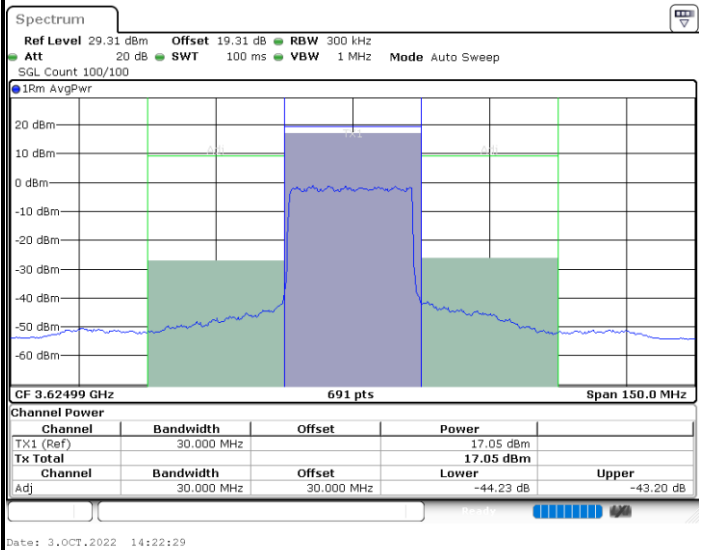 Spectrum
Ref Level 29.31 dBm Offset 19.31 dB RBW 300 kHz
Att 20 dB SWT 100 ms VBW 1 MHz Mode Auto Sweep
SGL Count 100/100
1Rm AvgPwr
20 dBm
TX1
10 dBm Adj Adj
0 dBm
-10 dBm
-20 dBm
-30 dBm
-40 dBm
-50 dBm
-60 dBm
CF 3.62499 GHz 691 pts Span 150.0 MHz
Channel Power
Channel Bandwidth Offset Power
TX1 (Ref) 30.000 MHz 17.05 dBm
Tx Total 17.05 dBm
Channel Bandwidth Offset Lower Upper
Adj 30.000 MHz 30.000 MHz -44.23 dB -43.20 dB
Ready
Date: 3.OCT.2022 14:22:29